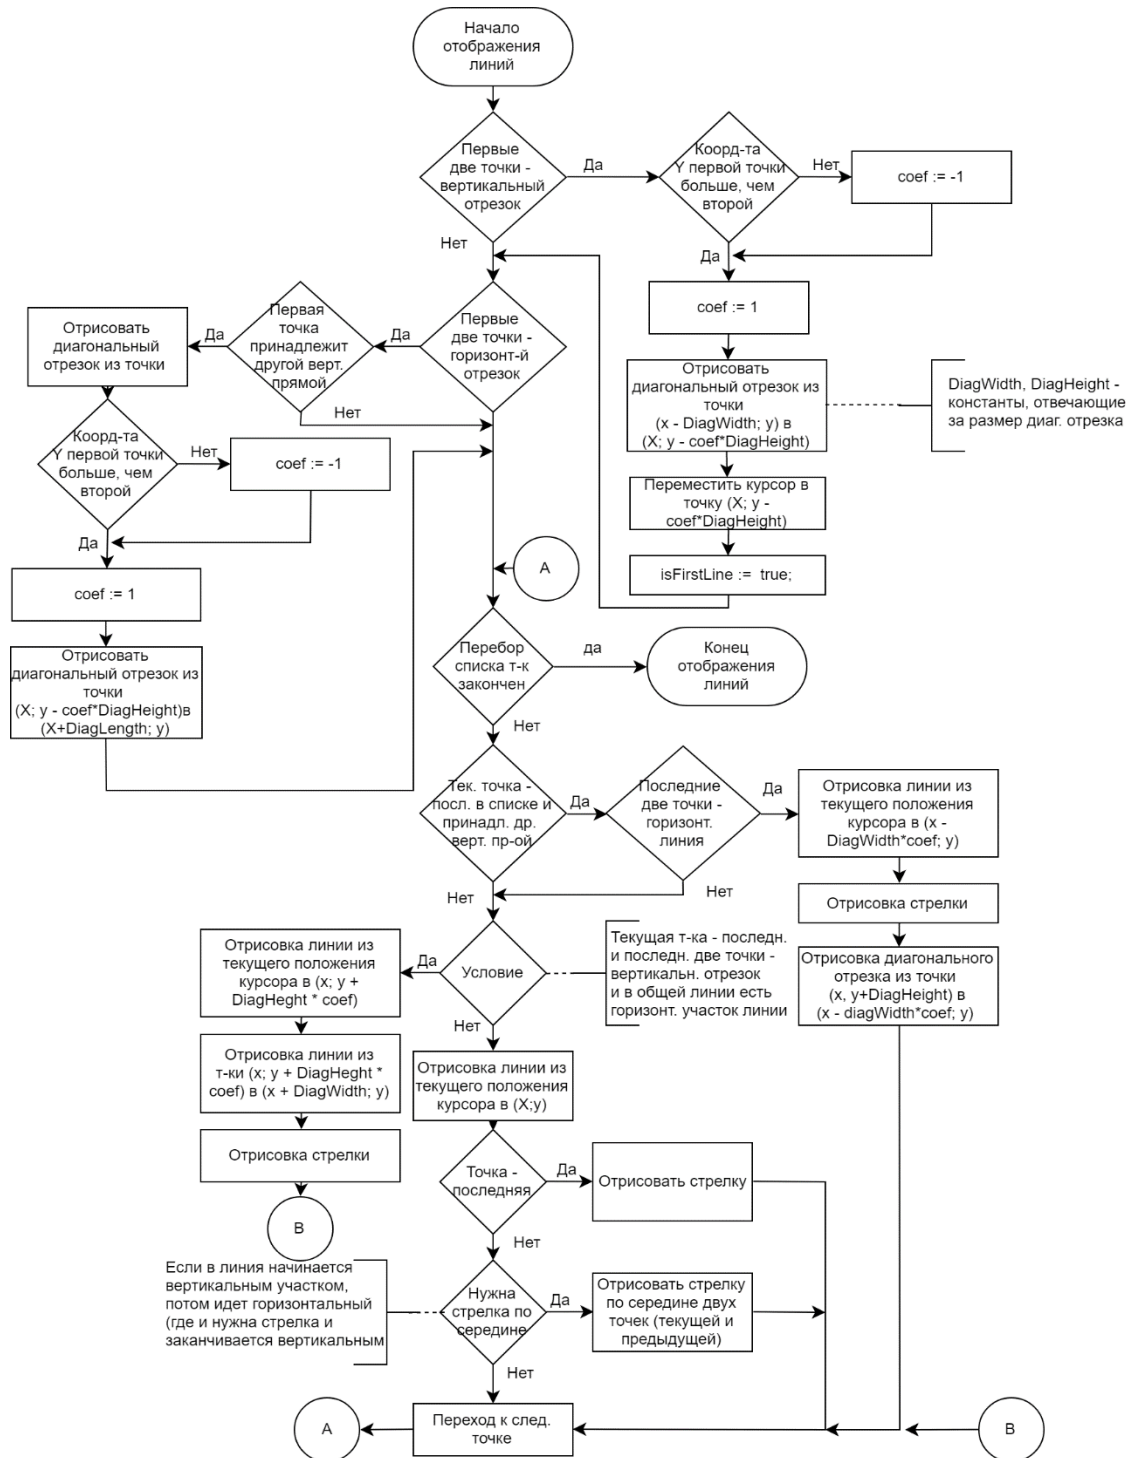 Начало
отображения
линий
Первые
две точки -
вертикальный
отрезок
Да
Коорд-та
Y первой точки
больше, чем
второй
Нет
coef := -1
Нет
Да
coef := 1
Отрисовать
диагональный отрезок из
точки
(x - DiagWidth; y) в
(X; y - coef*DiagHeight)
DiagWidth, DiagHeight -
константы, отвечающие
за размер диаг. отрезка
Переместить курсор в
точку (X; y -
coef*DiagHeight)
isFirstLine := true;
Первые
две точки -
горизонт-й
отрезок
Да
Первая
точка
принадлежит
другой верт.
прямой
Да
Нет
Отрисовать
диагональный
отрезок из точки
Коорд-та
Y первой точки
больше, чем
второй
Нет
coef := -1
Да
coef := 1
Отрисовать
диагональный отрезок из
точки
(X; y - coef*DiagHeight)в
(X+DiagLength; y)
A
Перебор
списка т-к
закончен
да
Конец
отображения
линий
Нет
Тек. точка -
посл. в списке и
принадл. др.
верт. пр-ой
Да
Последние
две точки -
горизонт.
линия
Да
Отрисовка линии из
текущего положения
курсора в (x -
DiagWidth*coef; y)
Нет
Нет
Отрисовка стрелки
Отрисовка диагонального
отрезка из точки
(x, y+DiagHeight) в
(x - diagWidth*coef; y)
Условие
Текущая т-ка - последн.
и последн. две точки -
вертикальн. отрезок
и в общей линии есть
горизонт. участок линии
Да
Отрисовка линии из
текущего положения
курсора в (x; y +
DiagHeght * coef)
Нет
Отрисовка линии из
т-ки (x; y + DiagHeght *
coef) в (x + DiagWidth; y)
Отрисовка линии из
текущего положения
курсора в (X;y)
Отрисовка стрелки
B
Точка -
последняя
Да
Отрисовать стрелку
Нет
Если в линия начинается
вертикальным участком,
потом идет горизонтальный
(где и нужна стрелка и
заканчивается вертикальным
Нужна
стрелка по
середине
Да
Отрисовать стрелку
по середине двух
точек (текущей и
предыдущей)
Нет
A
Переход к след.
точке
B